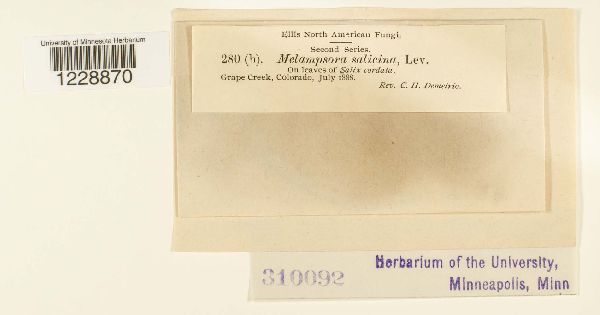 University of Minnesota Herbarium
1228870
Ellis North American Fungi.
Second Series.
280 (b). Melampsora salicina, Lev.
On leaves of Salix cordata.
Grape Creek, Colorado, July 1888.
Rev. C. H. Demetrio.
310092
Herbarium of the University,
Minneapolis, Minn